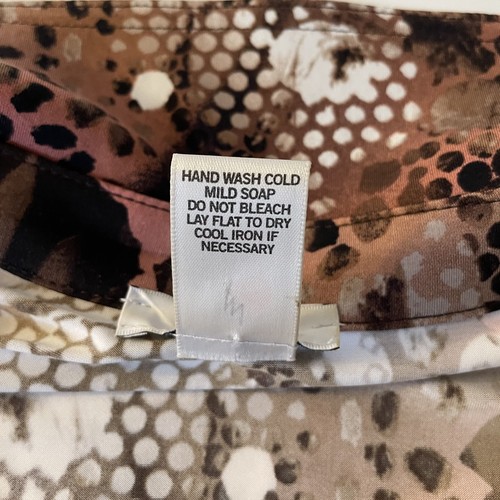 HAND WASH COLD
MILD SOAP
DO NOT BLEACH
LAY FLAT TO DRY
COOL IRON IF
NECESSARY